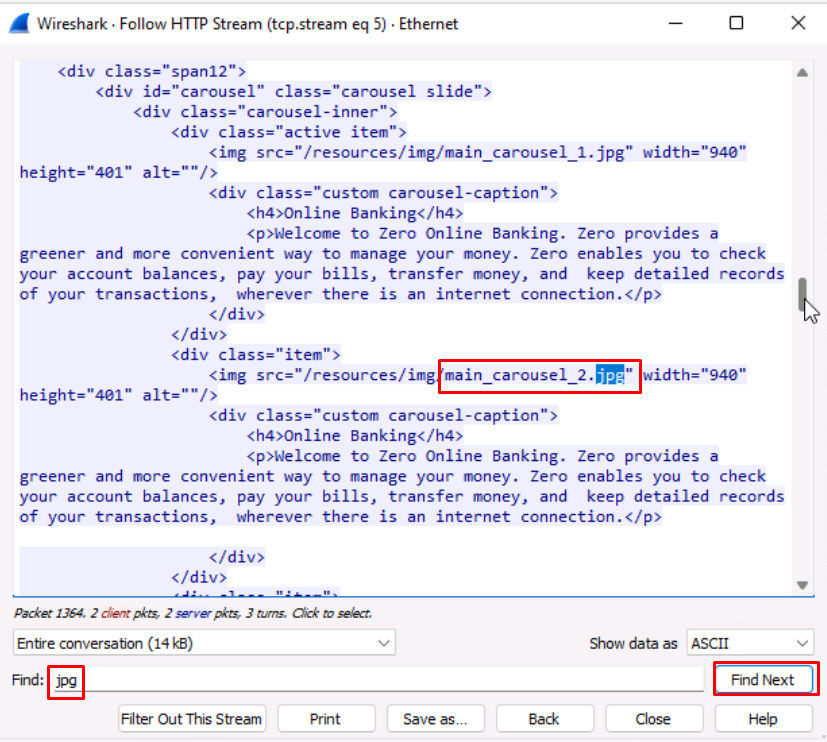 Wireshark · Follow HTTP Stream (tcp.stream eq 5) · Ethernet
<div class="span12">
<div id="carousel" class="carousel slide">
<div class="carousel-inner">
<div class="active item">
<img src="/resources/img/main_carousel_1.jpg" width="940"
height="401" alt=""/>
<div class="custom carousel-caption">
<h4>Online Banking</h4>
<p>Welcome to Zero Online Banking. Zero provides a
greener and more convenient way to manage your money. Zero enables you to check
your account balances, pay your bills, transfer money, and  keep detailed records
of your transactions,  wherever there is an internet connection.</p>
</div>
</div>
<div class="item">
<img src="/resources/img/main_carousel_2.jpg" width="940"
height="401" alt=""/>
<div class="custom carousel-caption">
<h4>Online Banking</h4>
<p>Welcome to Zero Online Banking. Zero provides a
greener and more convenient way to manage your money. Zero enables you to check
your account balances, pay your bills, transfer money, and  keep detailed records
of your transactions,  wherever there is an internet connection.</p>
</div>
</div>
<div class="item">
Packet 1364. 2 client pkts, 2 server pkts, 3 turns. Click to select.
Entire conversation (14 kB) Show data as ASCII
Find: jpg Find Next
Filter Out This Stream Print Save as... Back Close Help